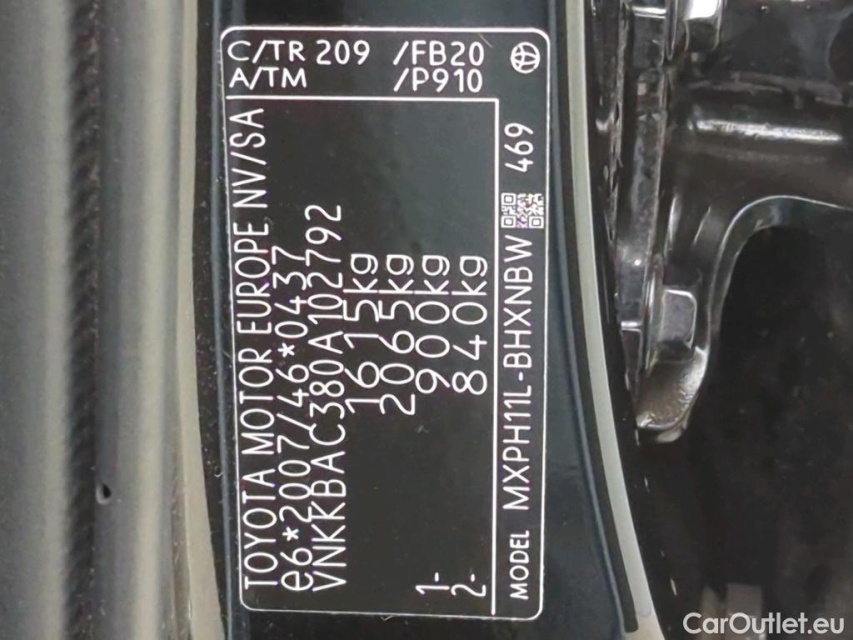 C/TR 209 /FB20
A/TM /P910
TOYOTA MOTOR EUROPE NV/SA
e6*2007/46*0437
VNKKBAC380A102792
1615kg
2065kg
1- 900kg
2- 840kg
MODEL MXPH11L-BHXNBW 469
CarOutlet.eu